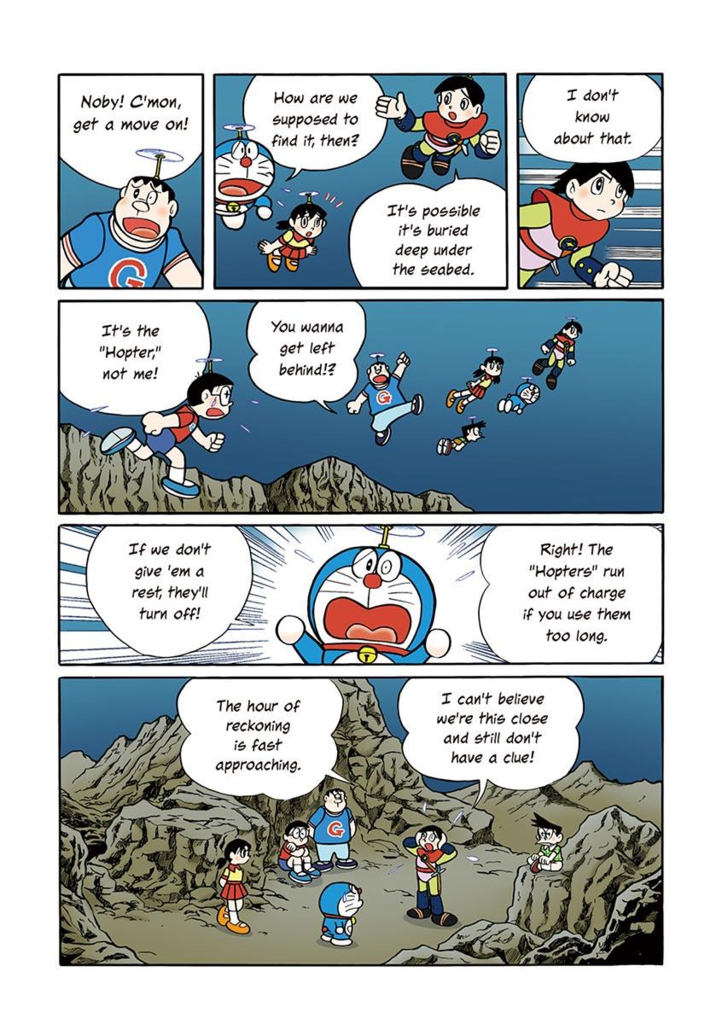 Noby! C'mon,
get a move on!
G
How are we
supposed to
find it, then?
It's possible
it's buried
deep under
the seabed.
I don't
know
about that.
It's the
"Hopter,"
not me!
You wanna
get left
behind!?
G
If we don't
give 'em a
rest, they'll
turn off!
Right! The
"Hopters" run
out of charge
if you use them
too long.
The hour of
reckoning
is fast
approaching.
I can't believe
we're this close
and still don't
have a clue!
G